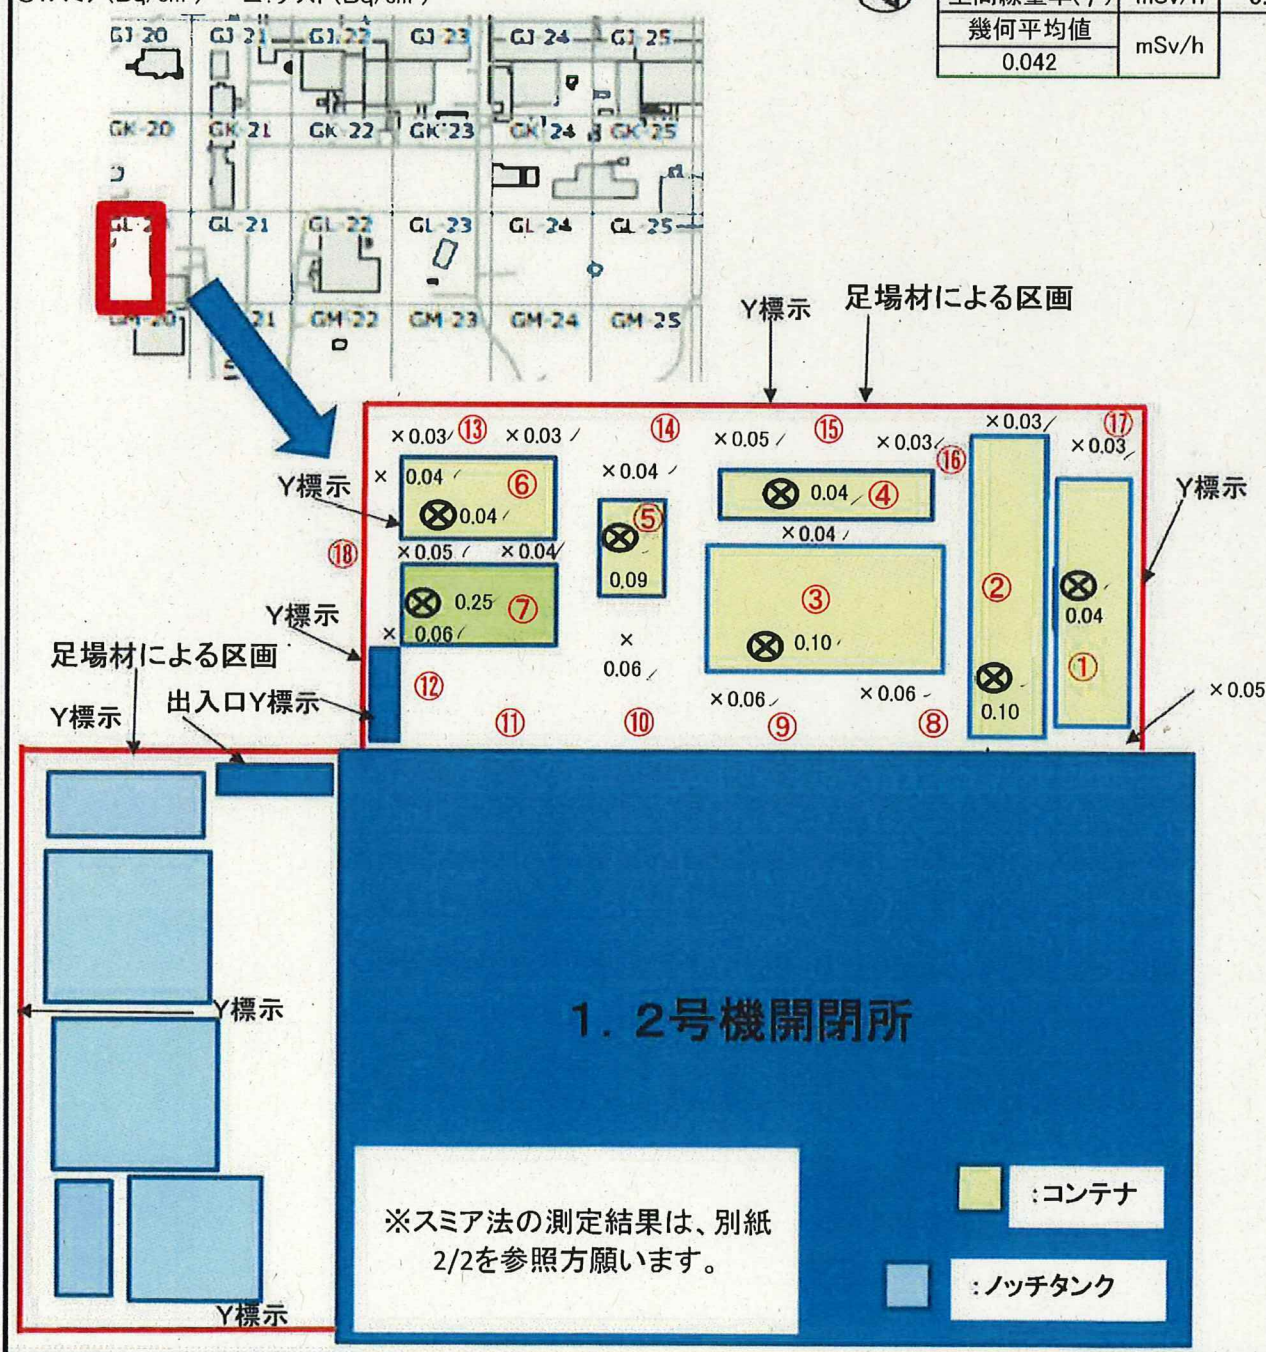 幾何平均値
mSv/h
0.042
GJ 20 GJ 21 GJ 22 GJ 23 GJ 24 GJ 25
GK 20 GK 21 GK 22 GK 23 GK 24 GK 25
GL 21 GL 22 GL 23 GL 24 GL 25
GM 20 21 GM 22 GM 23 GM 24 GM 25
Y標示 足場材による区画
×0.03 ⑬ ×0.03 ⑭ ×0.05 ⑮ ×0.03 ×0.03 ⑰ ×0.03
Y標示 × 0.04 ⑥ ×0.04 ⑯ Y標示
⊗ 0.04 ⑤ ⊗ 0.04 ④
⑱ ×0.05 ×0.04 ⊗ ×0.04
⊗ 0.25 ⑦ 0.09 ③ ② ⊗
Y標示 × 0.06 × ⊗ 0.10 0.04
足場材による区画 0.06 ⊗ ①
出入口Y標示 ⑫ ×0.06 ×0.06 0.10 ×0.05
Y標示 ⑪ ⑩ ⑨ ⑧
Y標示
1. 2号機開閉所
※スミア法の測定結果は、別紙
2/2を参照方願います。
:コンテナ
:ノッチタンク
Y標示